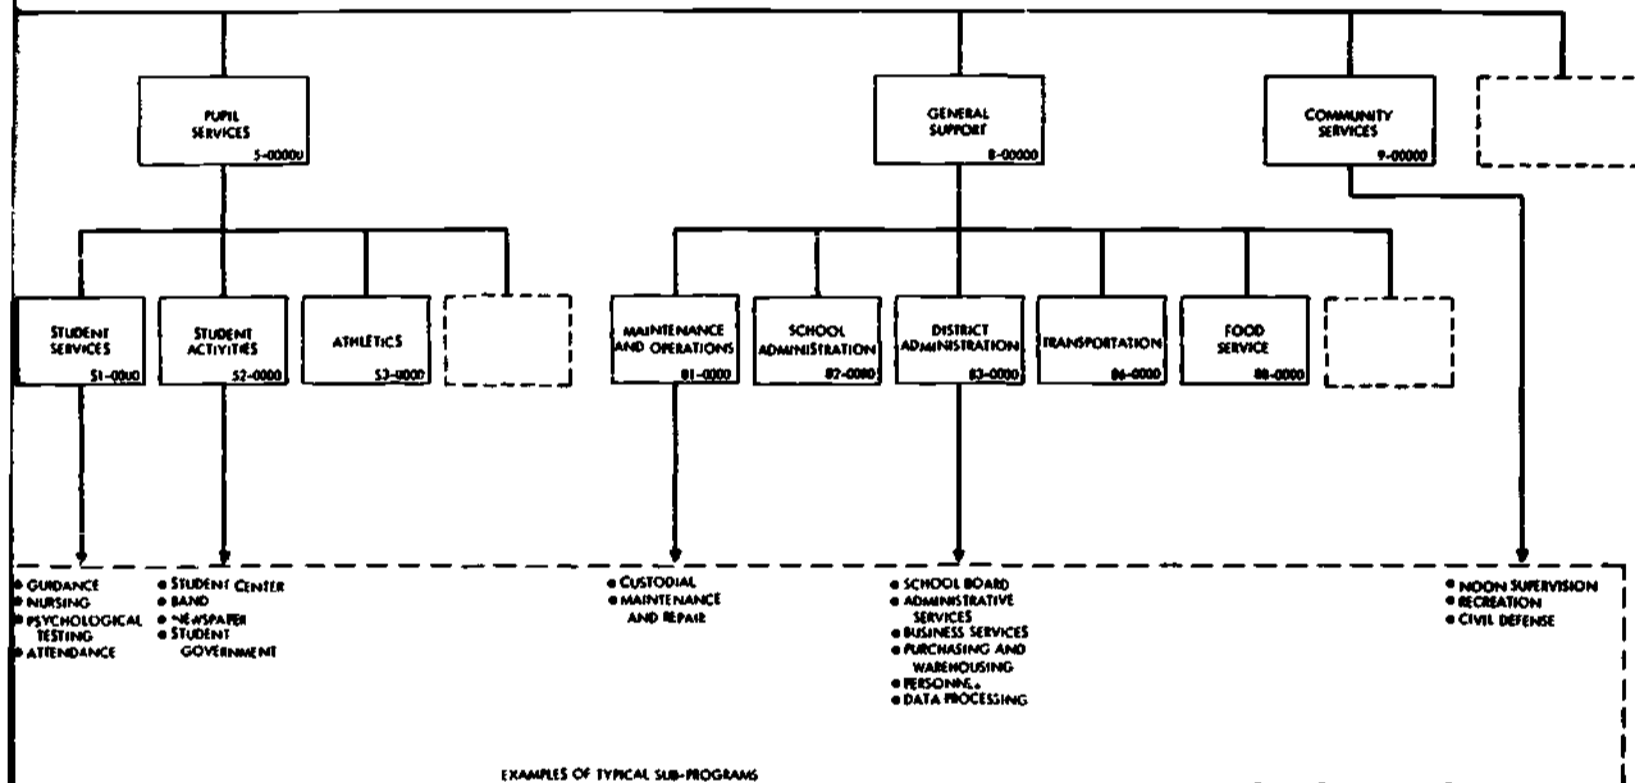 PUPIL
SERVICES
5-00000
GENERAL
SUPPORT
8-00000
COMMUNITY
SERVICES
9-00000
STUDENT
SERVICES
51-0000
STUDENT
ACTIVITIES
52-0000
ATHLETICS
53-0000
MAINTENANCE
AND OPERATIONS
81-0000
SCHOOL
ADMINISTRATION
82-0000
DISTRICT
ADMINISTRATION
83-0000
TRANSPORTATION
86-0000
FOOD
SERVICE
88-0000
● GUIDANCE
● NURSING
● PSYCHOLOGICAL
TESTING
● ATTENDANCE
● STUDENT CENTER
● BAND
● NEWSPAPER
● STUDENT
GOVERNMENT
● CUSTODIAL
● MAINTENANCE
AND REPAIR
● SCHOOL BOARD
● ADMINISTRATIVE
SERVICES
● BUSINESS SERVICES
● PURCHASING AND
WAREHOUSING
● PERSONNEL
● DATA PROCESSING
● NOON SUPERVISION
● RECREATION
● CIVIL DEFENSE
EXAMPLES OF TYPICAL SUB-PROGRAMS